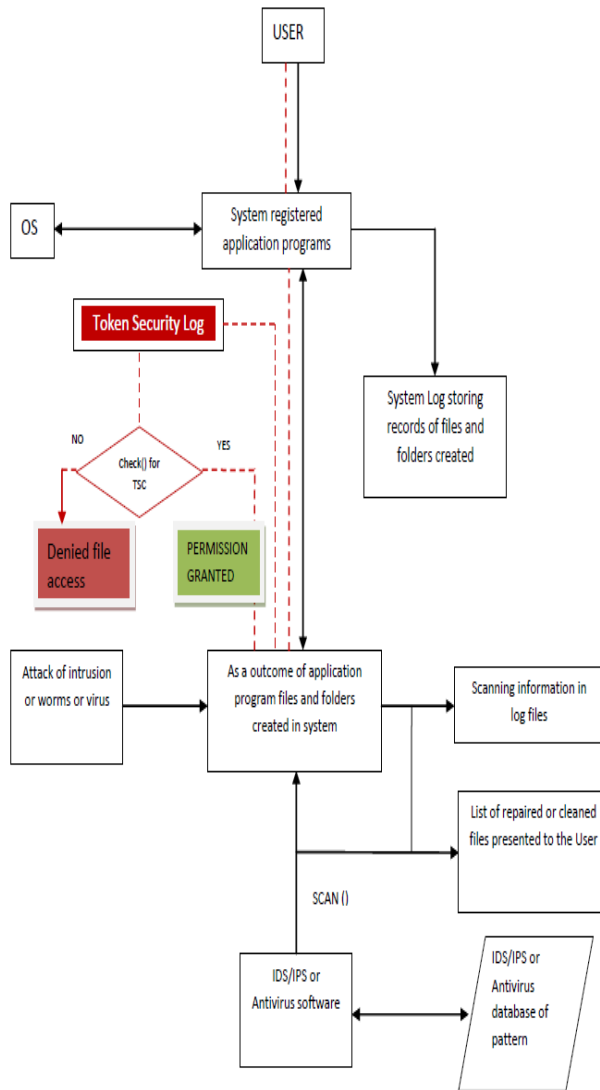 USER
OS
System registered
application programs
Token Security Log
System Log storing
records of files and
folders created
NO
YES
Check() for
TSC
Denied file
access
PERMISSION
GRANTED
Attack of intrusion
or worms or virus
As a outcome of application
program files and folders
created in system
Scanning information in
log files
List of repaired or cleaned
files presented to the User
SCAN ()
IDS/IPS or
Antivirus software
IDS/IPS or
Antivirus
database of
pattern